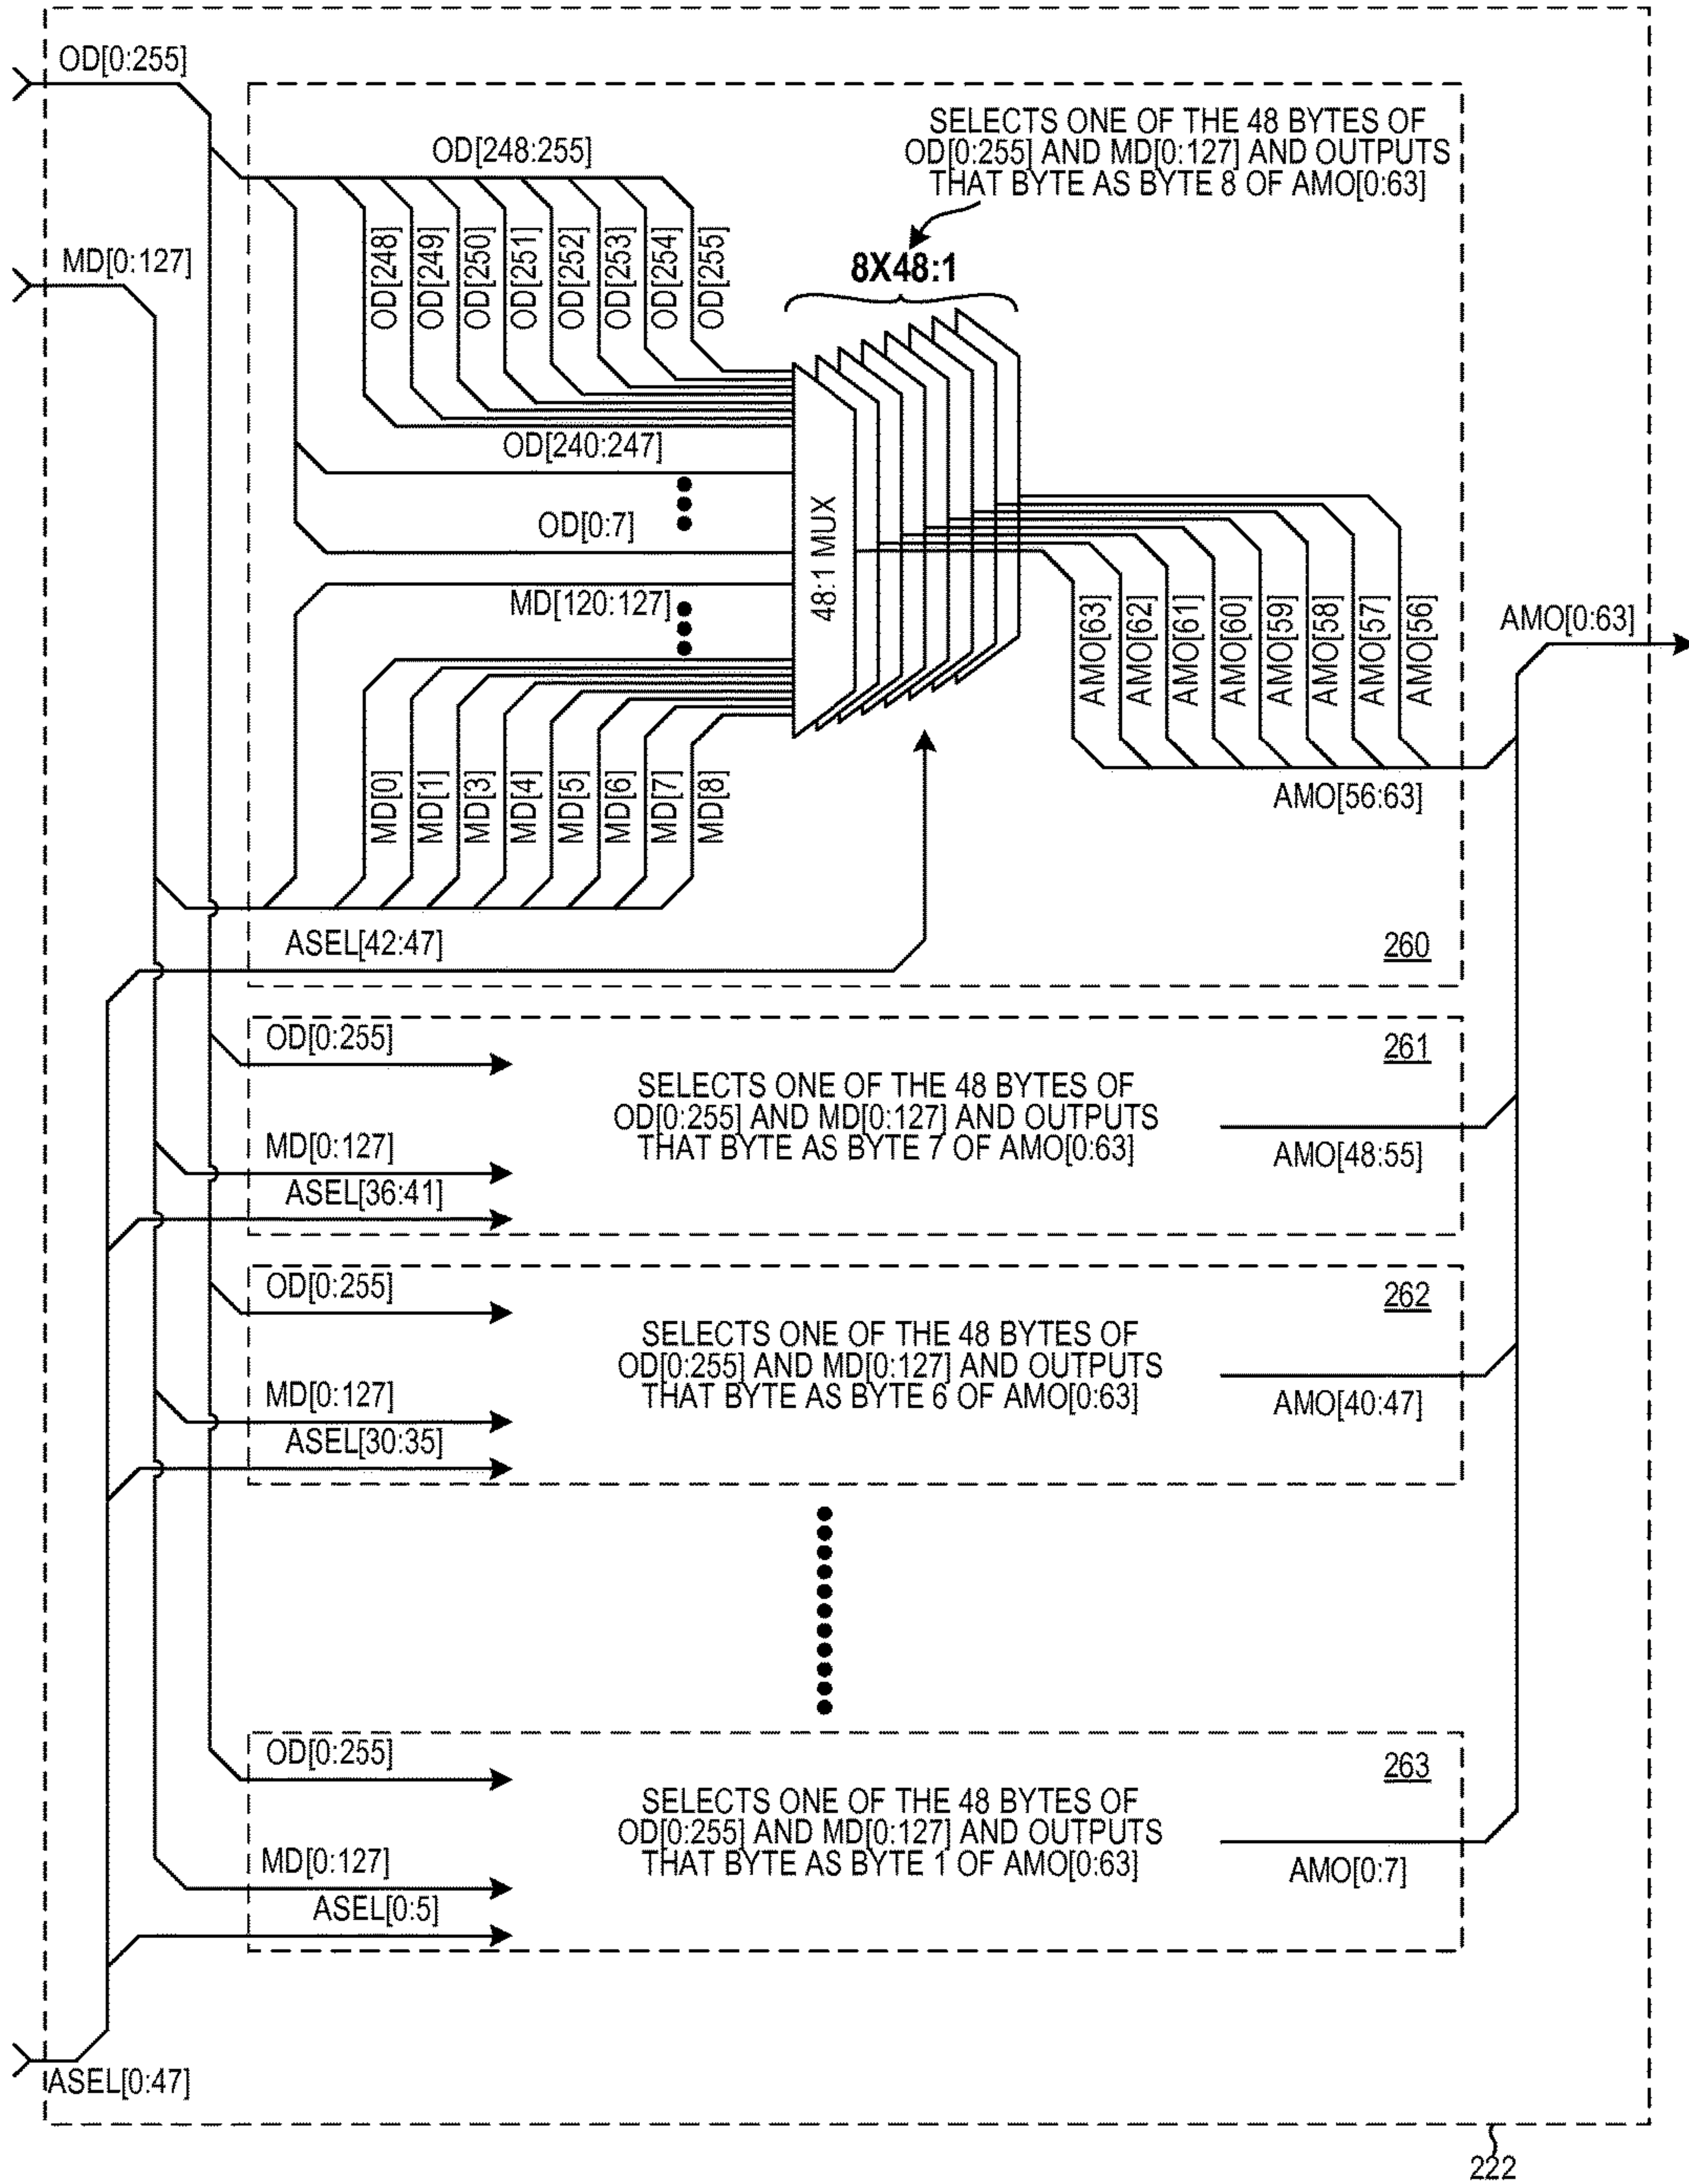 OD[0:255]
OD[248:255]
SELECTS ONE OF THE 48 BYTES OF
OD[0:255] AND MD[0:127] AND OUTPUTS
THAT BYTE AS BYTE 8 OF AMO[0:63]
MD[0:127]
8X48:1
OD[248]
OD[249]
OD[250]
OD[251]
OD[252]
OD[253]
OD[254]
OD[255]
OD[240:247]
OD[0:7]
48:1 MUX
MD[120:127]
AMO[63]
AMO[62]
AMO[61]
AMO[60]
AMO[59]
AMO[58]
AMO[57]
AMO[56]
AMO[0:63]
MD[0]
MD[1]
MD[3]
MD[4]
MD[5]
MD[6]
MD[7]
MD[8]
AMO[56:63]
ASEL[42:47]
260
OD[0:255]
261
SELECTS ONE OF THE 48 BYTES OF
OD[0:255] AND MD[0:127] AND OUTPUTS
THAT BYTE AS BYTE 7 OF AMO[0:63]
MD[0:127]
AMO[48:55]
ASEL[36:41]
OD[0:255]
262
SELECTS ONE OF THE 48 BYTES OF
OD[0:255] AND MD[0:127] AND OUTPUTS
THAT BYTE AS BYTE 6 OF AMO[0:63]
MD[0:127]
AMO[40:47]
ASEL[30:35]
OD[0:255]
263
SELECTS ONE OF THE 48 BYTES OF
OD[0:255] AND MD[0:127] AND OUTPUTS
THAT BYTE AS BYTE 1 OF AMO[0:63]
MD[0:127]
AMO[0:7]
ASEL[0:5]
ASEL[0:47]
222